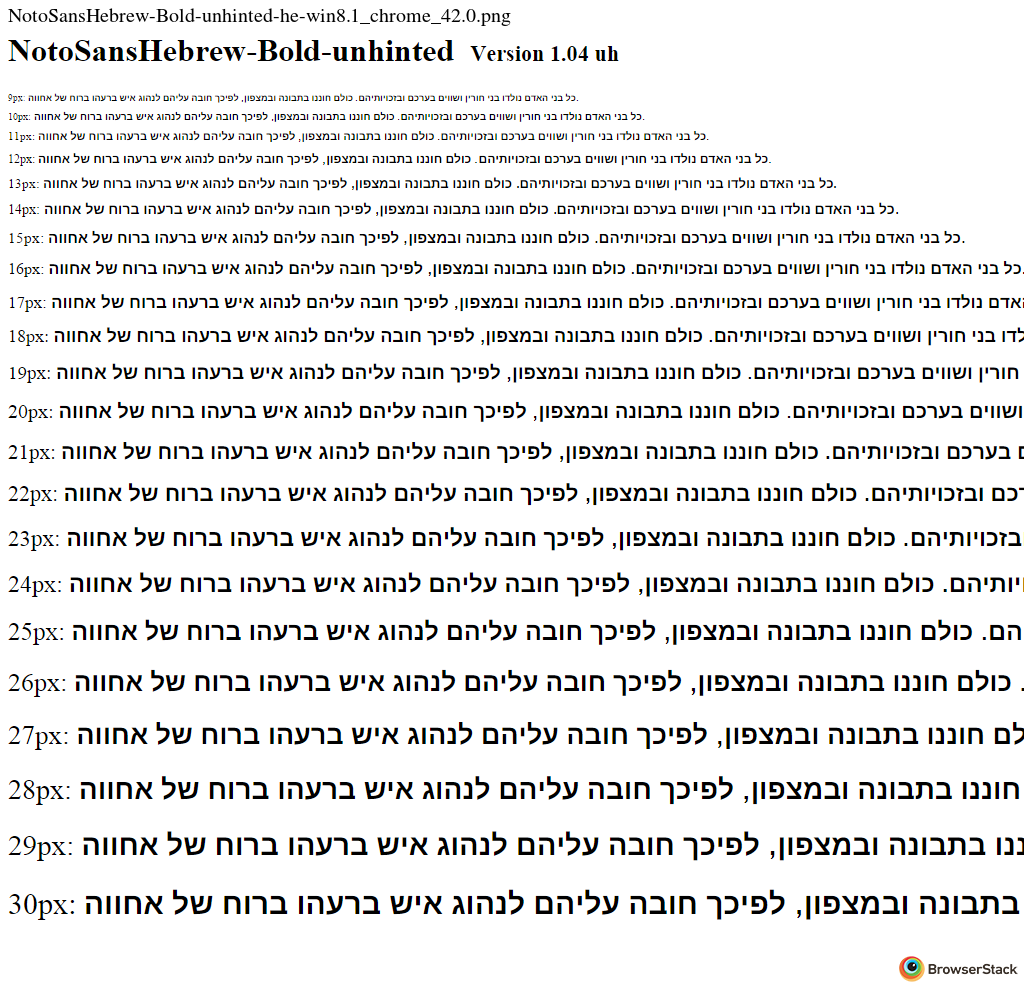 NotoSansHebrew-Bold-unhinted-he-win8.1_chrome_42.0.png
NotoSansHebrew-Bold-unhinted Version 1.04 uh
9px: כל בני האדם נולדו בני חורין ושווים בערכם ובזכויותיהם. כולם חוננו בתבונה ובמצפון, לפיכך חובה עליהם לנהוג איש ברעהו ברוח של אחווה.
10px: כל בני האדם נולדו בני חורין ושווים בערכם ובזכויותיהם. כולם חוננו בתבונה ובמצפון, לפיכך חובה עליהם לנהוג איש ברעהו ברוח של אחווה.
11px: כל בני האדם נולדו בני חורין ושווים בערכם ובזכויותיהם. כולם חוננו בתבונה ובמצפון, לפיכך חובה עליהם לנהוג איש ברעהו ברוח של אחווה.
12px: כל בני האדם נולדו בני חורין ושווים בערכם ובזכויותיהם. כולם חוננו בתבונה ובמצפון, לפיכך חובה עליהם לנהוג איש ברעהו ברוח של אחווה.
13px: כל בני האדם נולדו בני חורין ושווים בערכם ובזכויותיהם. כולם חוננו בתבונה ובמצפון, לפיכך חובה עליהם לנהוג איש ברעהו ברוח של אחווה.
14px: כל בני האדם נולדו בני חורין ושווים בערכם ובזכויותיהם. כולם חוננו בתבונה ובמצפון, לפיכך חובה עליהם לנהוג איש ברעהו ברוח של אחווה.
15px: כל בני האדם נולדו בני חורין ושווים בערכם ובזכויותיהם. כולם חוננו בתבונה ובמצפון, לפיכך חובה עליהם לנהוג איש ברעהו ברוח של אחווה.
16px: כל בני האדם נולדו בני חורין ושווים בערכם ובזכויותיהם. כולם חוננו בתבונה ובמצפון, לפיכך חובה עליהם לנהוג איש ברעהו ברוח של אחווה.
17px: נולדו בני חורין ושווים בערכם ובזכויותיהם. כולם חוננו בתבונה ובמצפון, לפיכך חובה עליהם לנהוג איש ברעהו ברוח של אחווה
18px: בני חורין ושווים בערכם ובזכויותיהם. כולם חוננו בתבונה ובמצפון, לפיכך חובה עליהם לנהוג איש ברעהו ברוח של אחווה
19px: חורין ושווים בערכם ובזכויותיהם. כולם חוננו בתבונה ובמצפון, לפיכך חובה עליהם לנהוג איש ברעהו ברוח של אחווה
20px: ושווים בערכם ובזכויותיהם. כולם חוננו בתבונה ובמצפון, לפיכך חובה עליהם לנהוג איש ברעהו ברוח של אחווה
21px: בערכם ובזכויותיהם. כולם חוננו בתבונה ובמצפון, לפיכך חובה עליהם לנהוג איש ברעהו ברוח של אחווה
22px: ובזכויותיהם. כולם חוננו בתבונה ובמצפון, לפיכך חובה עליהם לנהוג איש ברעהו ברוח של אחווה
23px: כולם חוננו בתבונה ובמצפון, לפיכך חובה עליהם לנהוג איש ברעהו ברוח של אחווה
24px: כולם חוננו בתבונה ובמצפון, לפיכך חובה עליהם לנהוג איש ברעהו ברוח של אחווה
25px: כולם חוננו בתבונה ובמצפון, לפיכך חובה עליהם לנהוג איש ברעהו ברוח של אחווה
26px: כולם חוננו בתבונה ובמצפון, לפיכך חובה עליהם לנהוג איש ברעהו ברוח של אחווה
27px: חוננו בתבונה ובמצפון, לפיכך חובה עליהם לנהוג איש ברעהו ברוח של אחווה
28px: חוננו בתבונה ובמצפון, לפיכך חובה עליהם לנהוג איש ברעהו ברוח של אחווה
29px: בתבונה ובמצפון, לפיכך חובה עליהם לנהוג איש ברעהו ברוח של אחווה
30px: בתבונה ובמצפון, לפיכך חובה עליהם לנהוג איש ברעהו ברוח של אחווה
BrowserStack